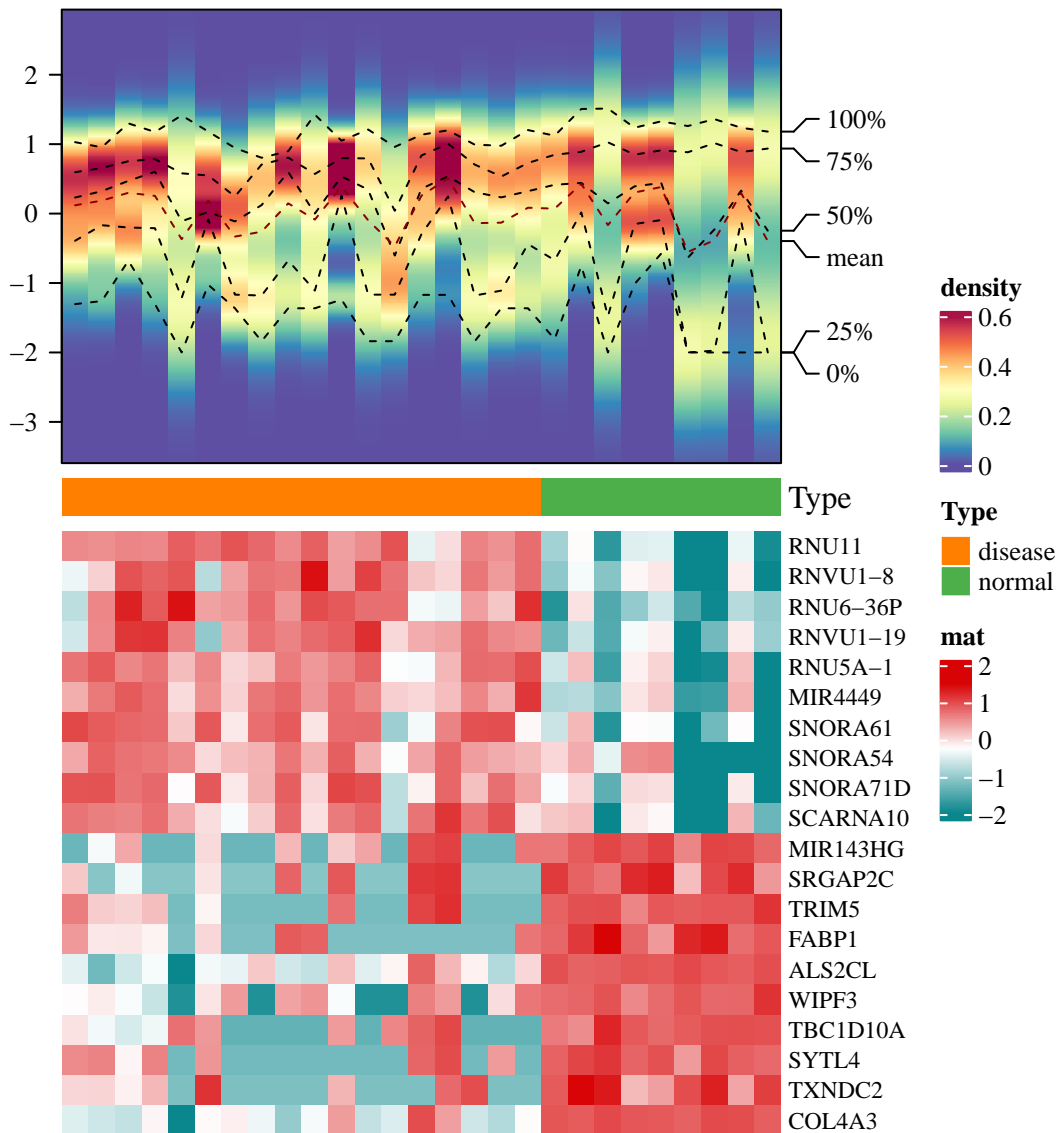 2
1
0
−1
−2
−3
100%
75%
50%
mean
25%
0%
density
0.6
0.4
0.2
0
Type
Type
disease
normal
mat
2
1
0
−1
−2
RNU11
RNVU1−8
RNU6−36P
RNVU1−19
RNU5A−1
MIR4449
SNORA61
SNORA54
SNORA71D
SCARNA10
MIR143HG
SRGAP2C
TRIM5
FABP1
ALS2CL
WIPF3
TBC1D10A
SYTL4
TXNDC2
COL4A3